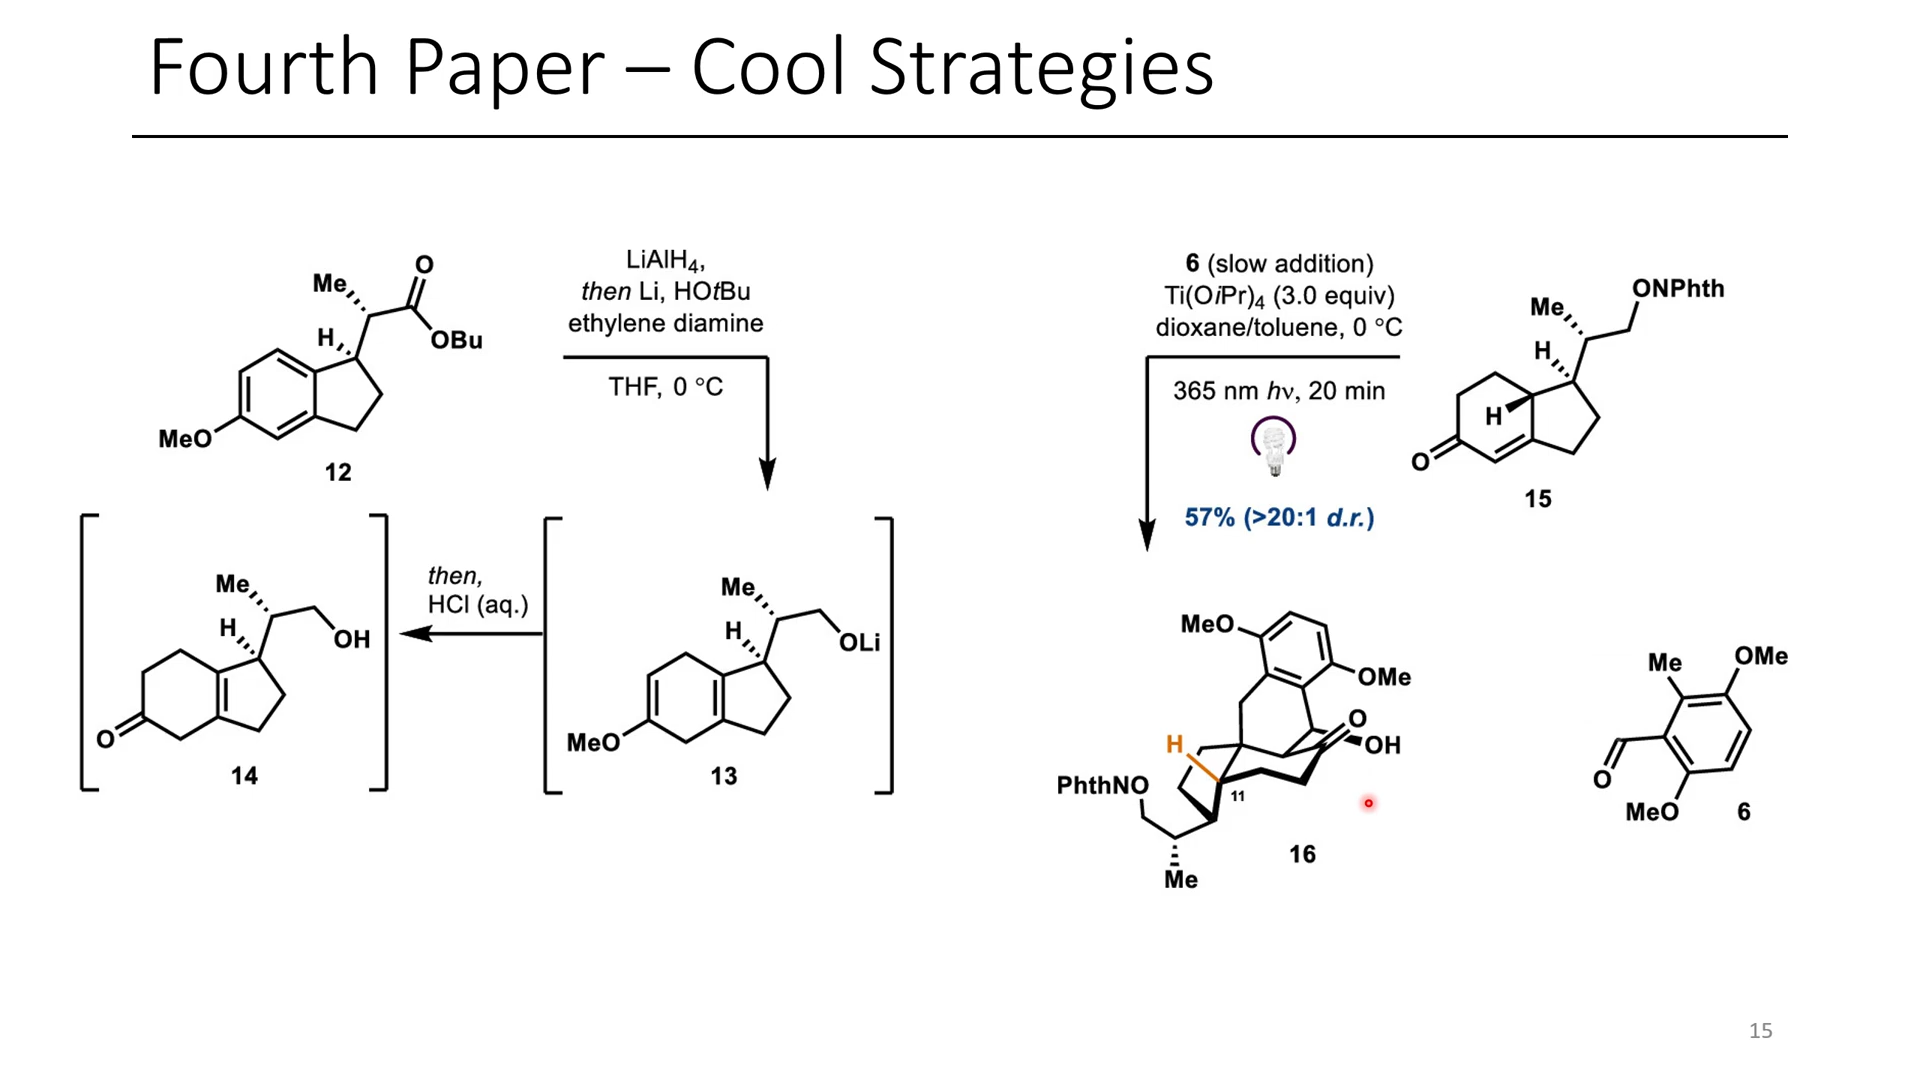 Fourth Paper – Cool Strategies
Me
O
H
OBu
MeO
12
LiAlH4,
then Li, HOtBu
ethylene diamine
THF, 0 °C
Me
H
OLi
MeO
13
then,
HCl (aq.)
Me
H
OH
O
14
6 (slow addition)
Ti(OiPr)4 (3.0 equiv)
dioxane/toluene, 0 °C
365 nm hν, 20 min
57% (>20:1 d.r.)
ONPhth
Me
H
H
O
15
MeO
OMe
O
H
OH
PhthNO
11
Me
16
Me
OMe
O
MeO
6
15